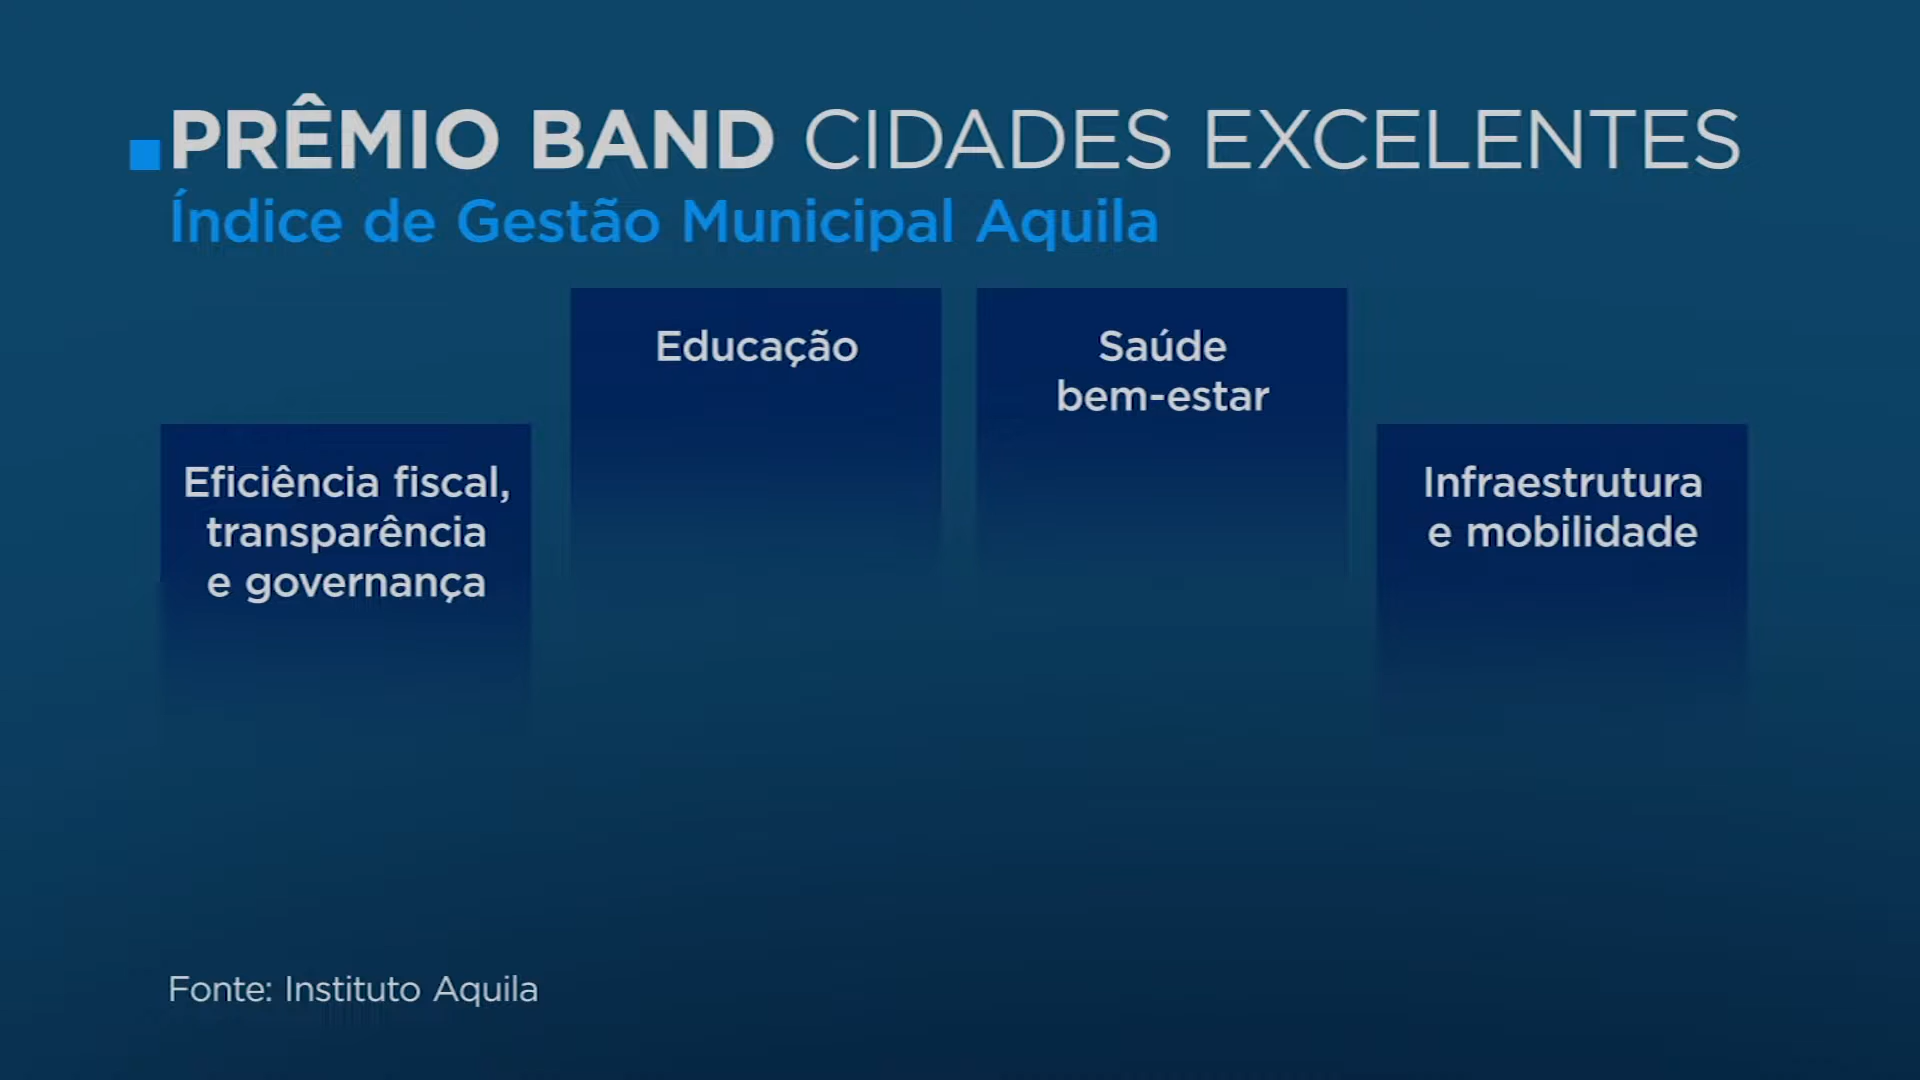 PRÊMIO BAND CIDADES EXCELENTES
Índice de Gestão Municipal Aquila
Eficiência fiscal,
transparência
e governança
Educação
Saúde
bem-estar
Infraestrutura
e mobilidade
Fonte: Instituto Aquila